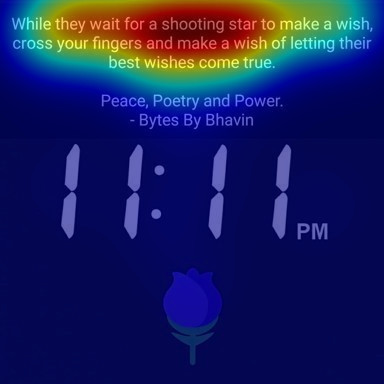 While they wait for a shooting star to make a wish,
cross your fingers and make a wish of letting their
best wishes come true.
Peace, Poetry and Power.
- Bytes By Bhavin
11:11 PM